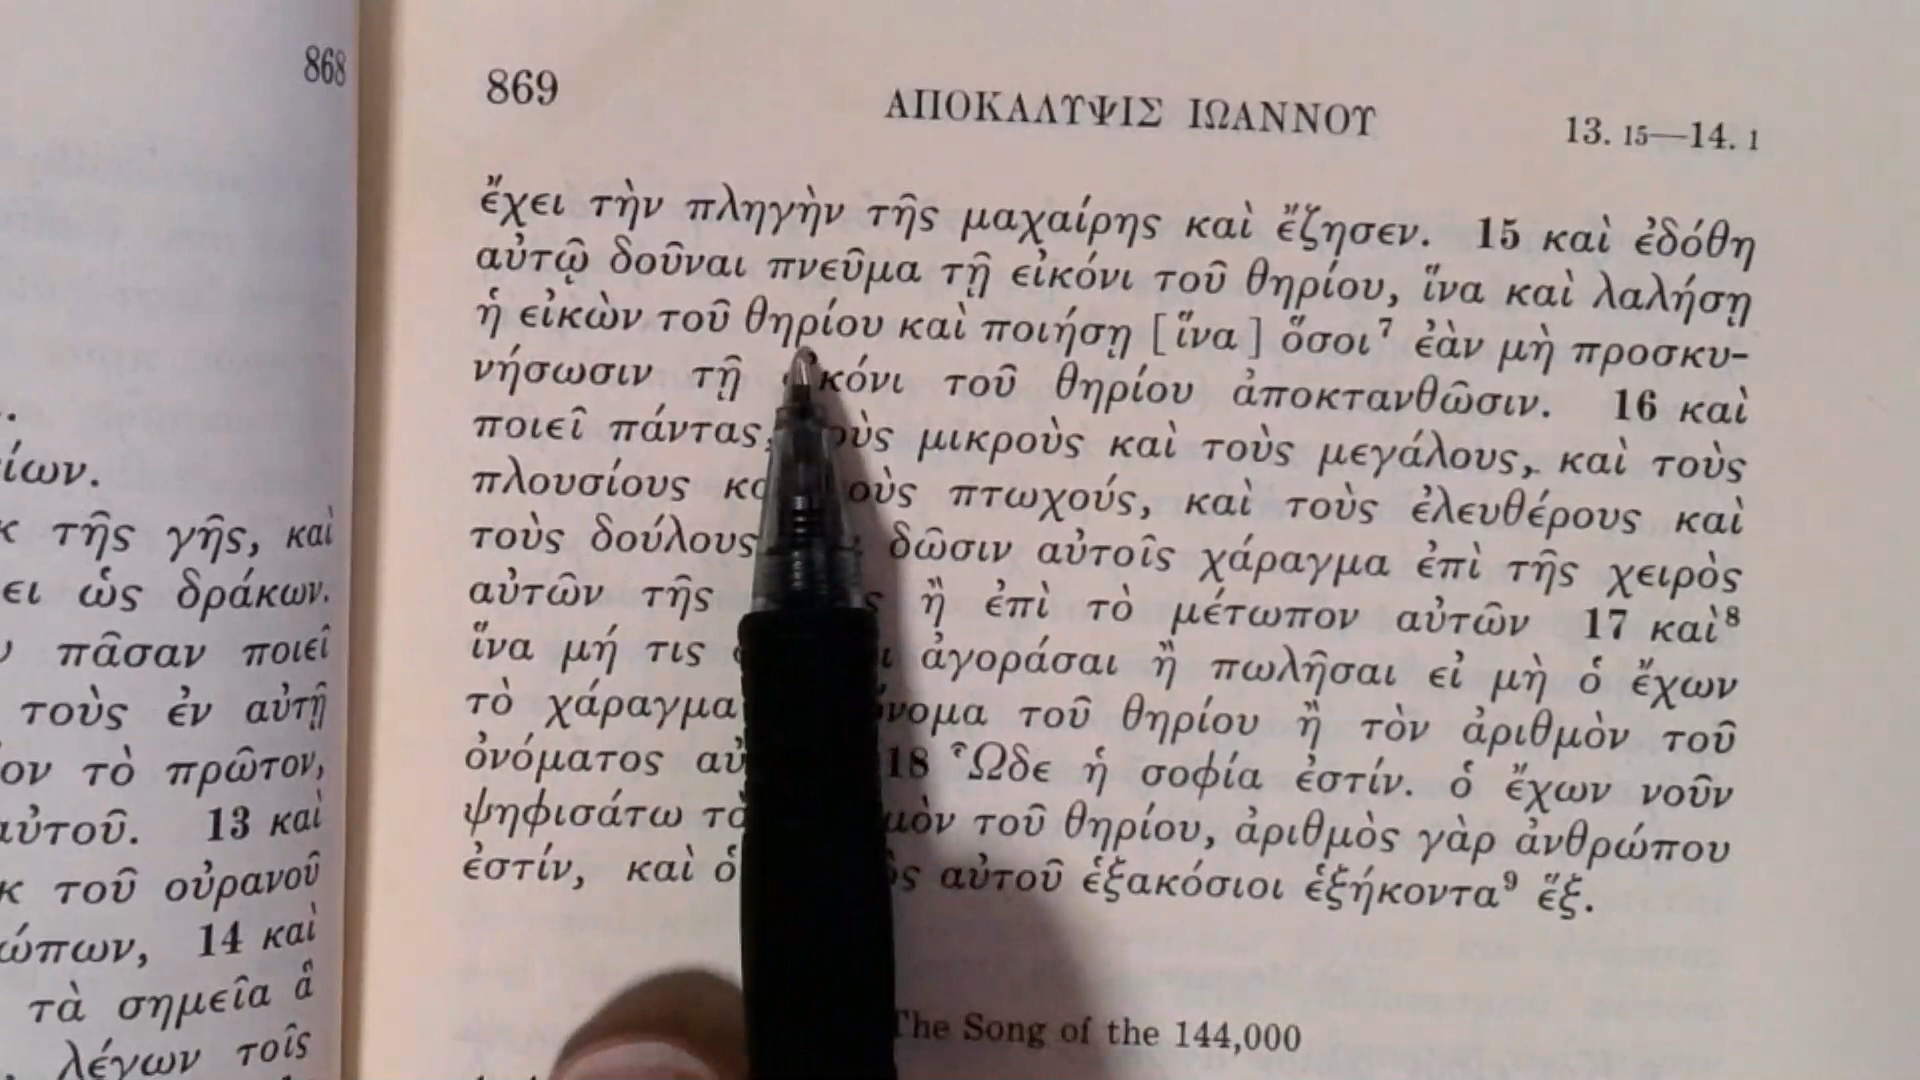 868
.
ίων.
κ τῆς γῆς, καὶ
ει ὡς δράκων.
πᾶσαν ποιεῖ
τοὺς ἐν αὐτῇ
ον τὸ πρῶτον,
αὐτοῦ. 13 καὶ
κ τοῦ οὐρανοῦ
ώπων, 14 καὶ
τὰ σημεῖα ἃ
λέγων τοῖς
869 ΑΠΟΚΑΛΥΨΙΣ ΙΩΑΝΝΟΥ 13. 15—14. 1
ἔχει τὴν πληγὴν τῆς μαχαίρης καὶ ἔζησεν. 15 καὶ ἐδόθη
αὐτῷ δοῦναι πνεῦμα τῇ εἰκόνι τοῦ θηρίου, ἵνα καὶ λαλήσῃ
ἡ εἰκὼν τοῦ θηρίου καὶ ποιήσῃ [ἵνα] ὅσοι⁷ ἐὰν μὴ προσκυ-
νήσωσιν τῇ κόνι τοῦ θηρίου ἀποκτανθῶσιν. 16 καὶ
ποιεῖ πάντας, οὺς μικροὺς καὶ τοὺς μεγάλους, καὶ τοὺς
πλουσίους κα οὺς πτωχούς, καὶ τοὺς ἐλευθέρους καὶ
τοὺς δούλους δῶσιν αὐτοῖς χάραγμα ἐπὶ τῆς χειρὸς
αὐτῶν τῆς ς ἢ ἐπὶ τὸ μέτωπον αὐτῶν 17 καὶ⁸
ἵνα μή τις ι ἀγοράσαι ἢ πωλῆσαι εἰ μὴ ὁ ἔχων
τὸ χάραγμα νομα τοῦ θηρίου ἢ τὸν ἀριθμὸν τοῦ
ὀνόματος αὐ 18 Ὧδε ἡ σοφία ἐστίν. ὁ ἔχων νοῦν
ψηφισάτω τὸ μὸν τοῦ θηρίου, ἀριθμὸς γὰρ ἀνθρώπου
ἐστίν, καὶ ὁ ς αὐτοῦ ἑξακόσιοι ἑξήκοντα⁹ ἕξ.
The Song of the 144,000